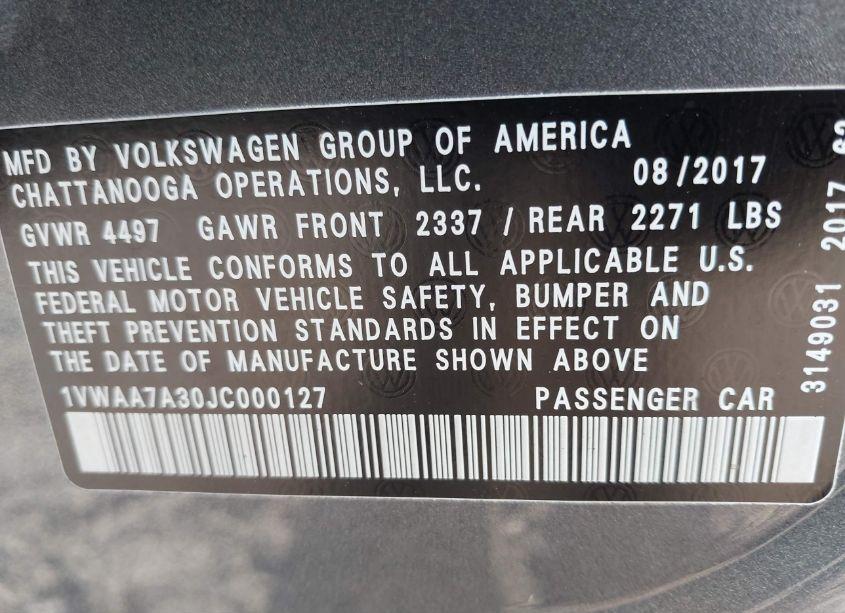 MFD BY VOLKSWAGEN GROUP OF AMERICA
CHATTANOOGA OPERATIONS, LLC. 08/2017
GVWR 4497 GAWR FRONT 2337 / REAR 2271 LBS
THIS VEHICLE CONFORMS TO ALL APPLICABLE U.S.
FEDERAL MOTOR VEHICLE SAFETY, BUMPER AND
THEFT PREVENTION STANDARDS IN EFFECT ON
THE DATE OF MANUFACTURE SHOWN ABOVE
1VWAA7A30JC000127 PASSENGER CAR
3149031 2017